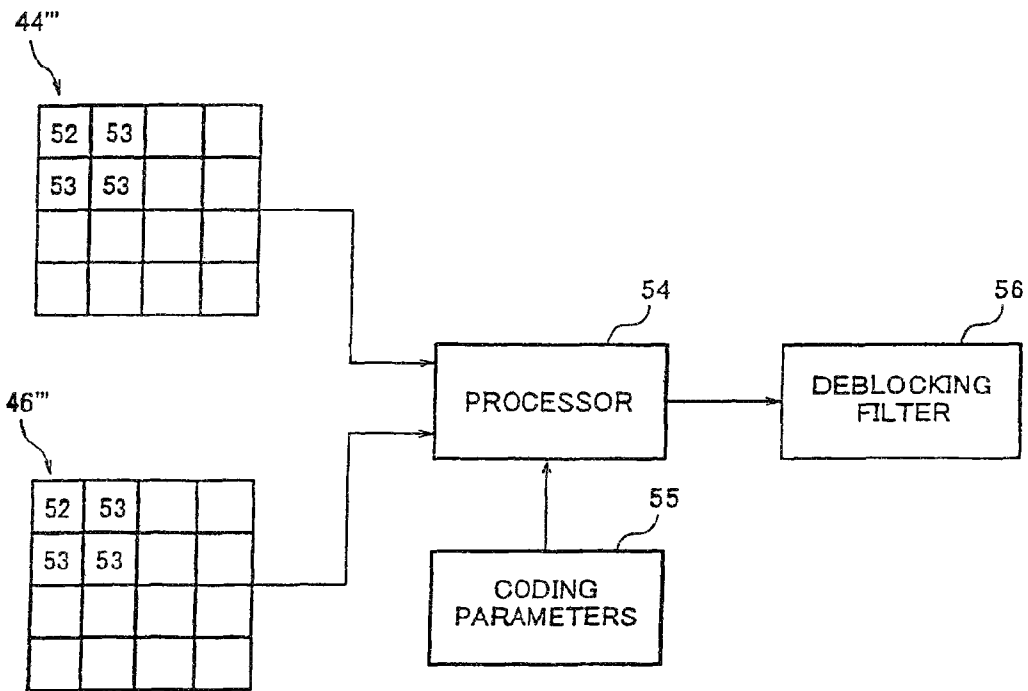 44'''
52 53
53 53
54
PROCESSOR
56
DEBLOCKING
FILTER
46'''
52 53
53 53
55
CODING
PARAMETERS